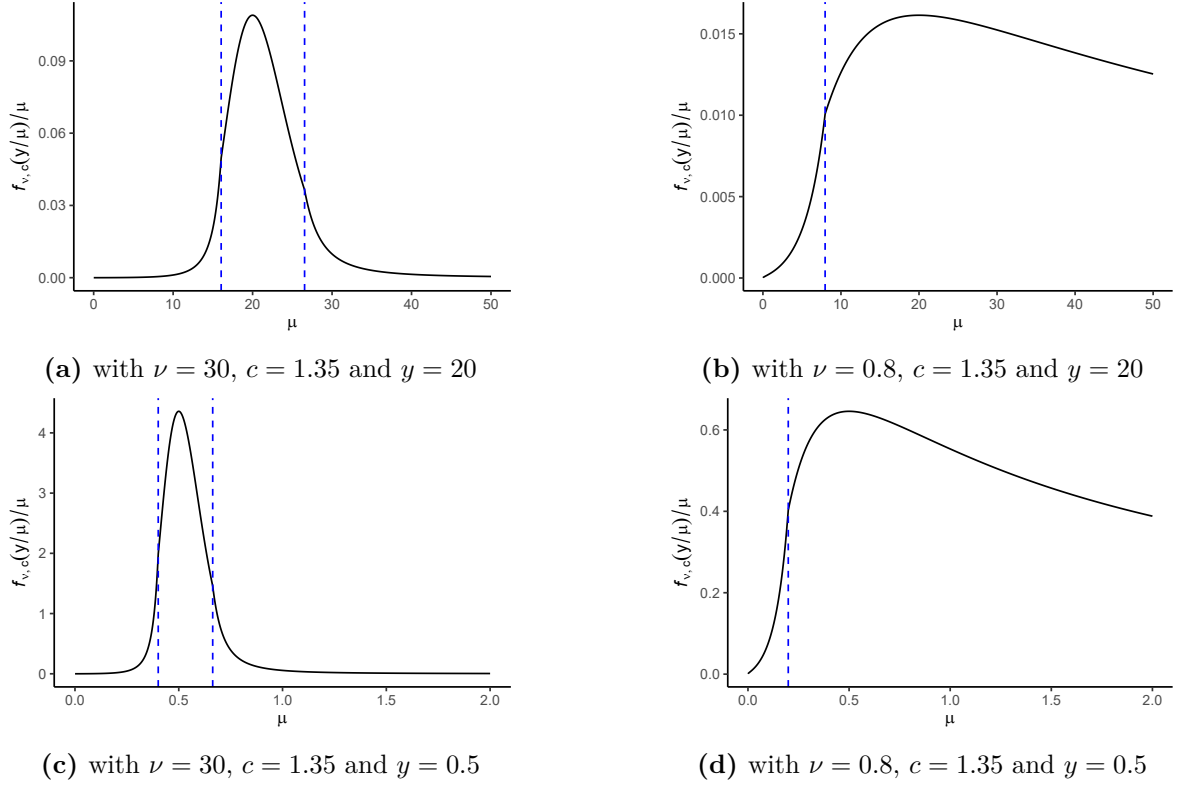 0.09
0.06
0.03
0.00
f_{ν,c}(y/μ)/μ
0 10 20 30 40 50
μ
(a) with ν = 30, c = 1.35 and y = 20
0.015
0.010
0.005
0.000
f_{ν,c}(y/μ)/μ
0 10 20 30 40 50
μ
(b) with ν = 0.8, c = 1.35 and y = 20
4
3
2
1
0
f_{ν,c}(y/μ)/μ
0.0 0.5 1.0 1.5 2.0
μ
(c) with ν = 30, c = 1.35 and y = 0.5
0.6
0.4
0.2
0.0
f_{ν,c}(y/μ)/μ
0.0 0.5 1.0 1.5 2.0
μ
(d) with ν = 0.8, c = 1.35 and y = 0.5